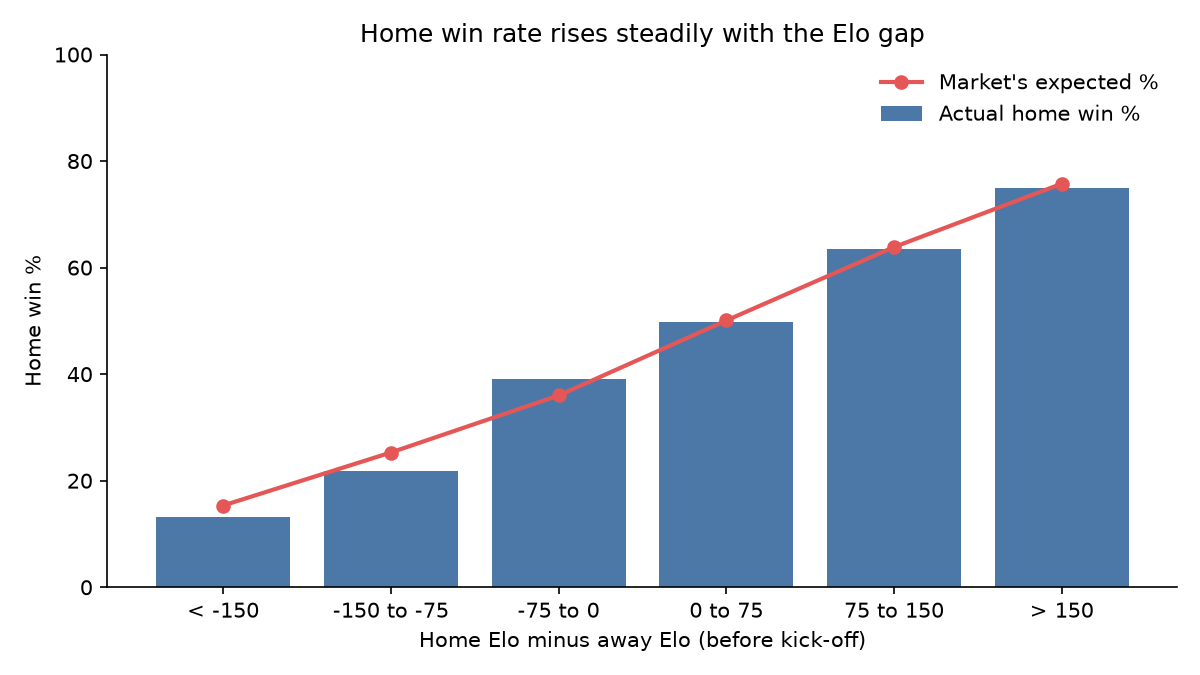 Home win rate rises steadily with the Elo gap
Market's expected %
Actual home win %
Home win %
100
80
60
40
20
0
< -150
-150 to -75
-75 to 0
0 to 75
75 to 150
> 150
Home Elo minus away Elo (before kick-off)